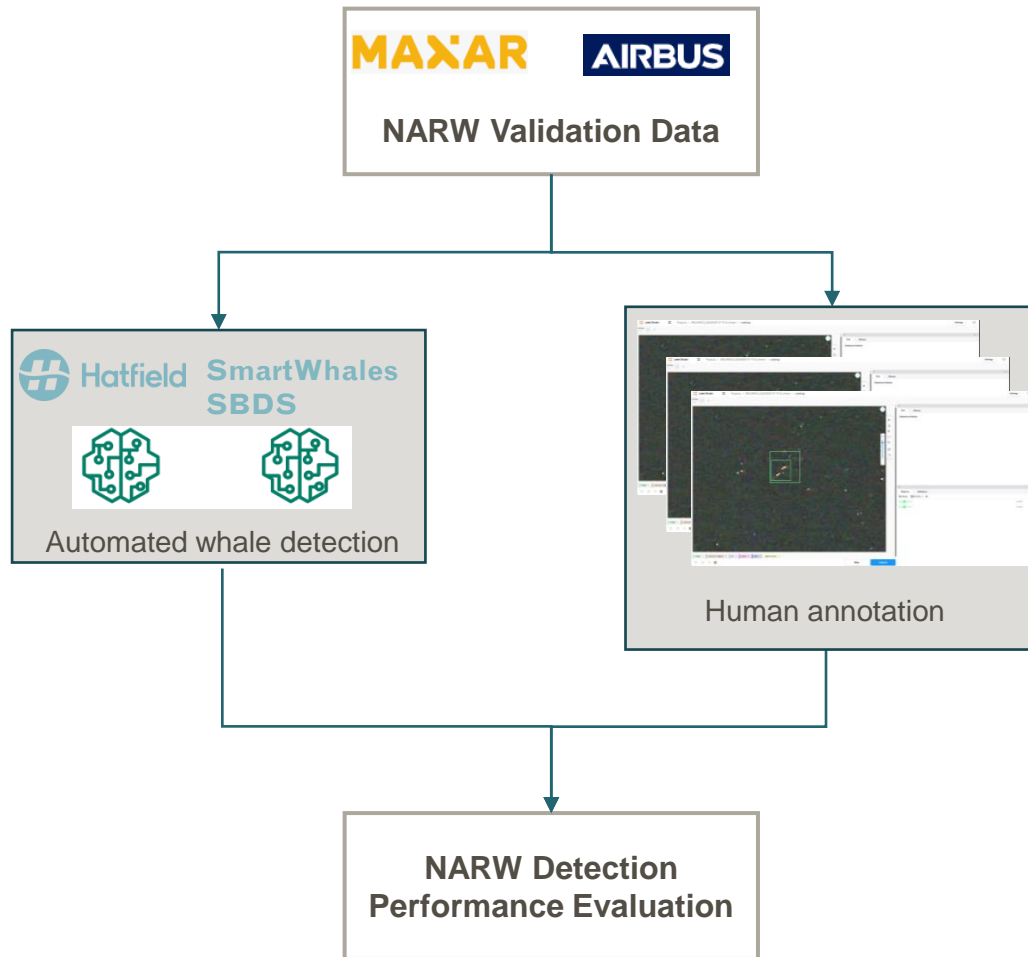 MAXAR
AIRBUS
NARW Validation Data
Hatfield
SmartWhales
SBDS
Automated whale detection
Human annotation
NARW Detection
Performance Evaluation